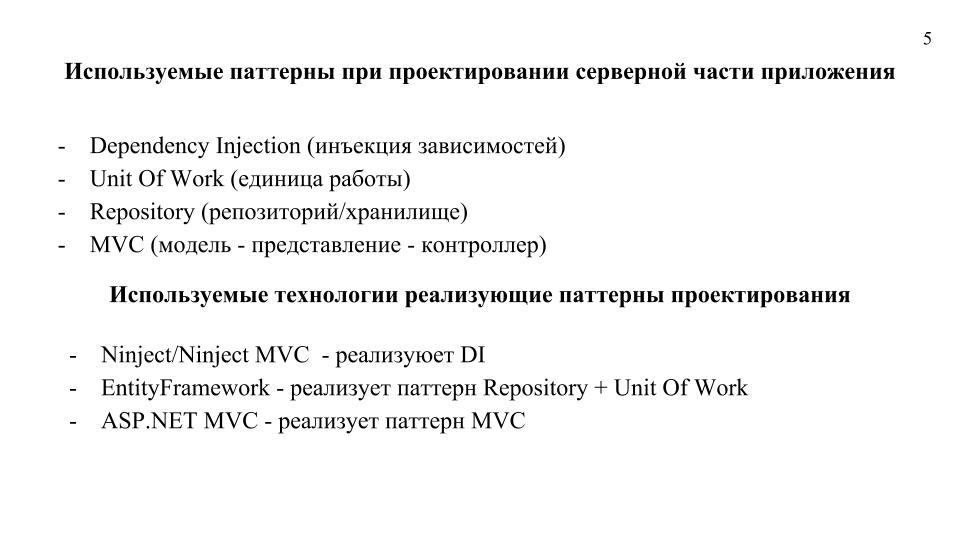 5
Используемые паттерны при проектировании серверной части приложения
- Dependency Injection (инъекция зависимостей)
- Unit Of Work (единица работы)
- Repository (репозиторий/хранилище)
- MVC (модель - представление - контроллер)
Используемые технологии реализующие паттерны проектирования
- Ninject/Ninject MVC - реализуюет DI
- EntityFramework - реализует паттерн Repository + Unit Of Work
- ASP.NET MVC - реализует паттерн MVC